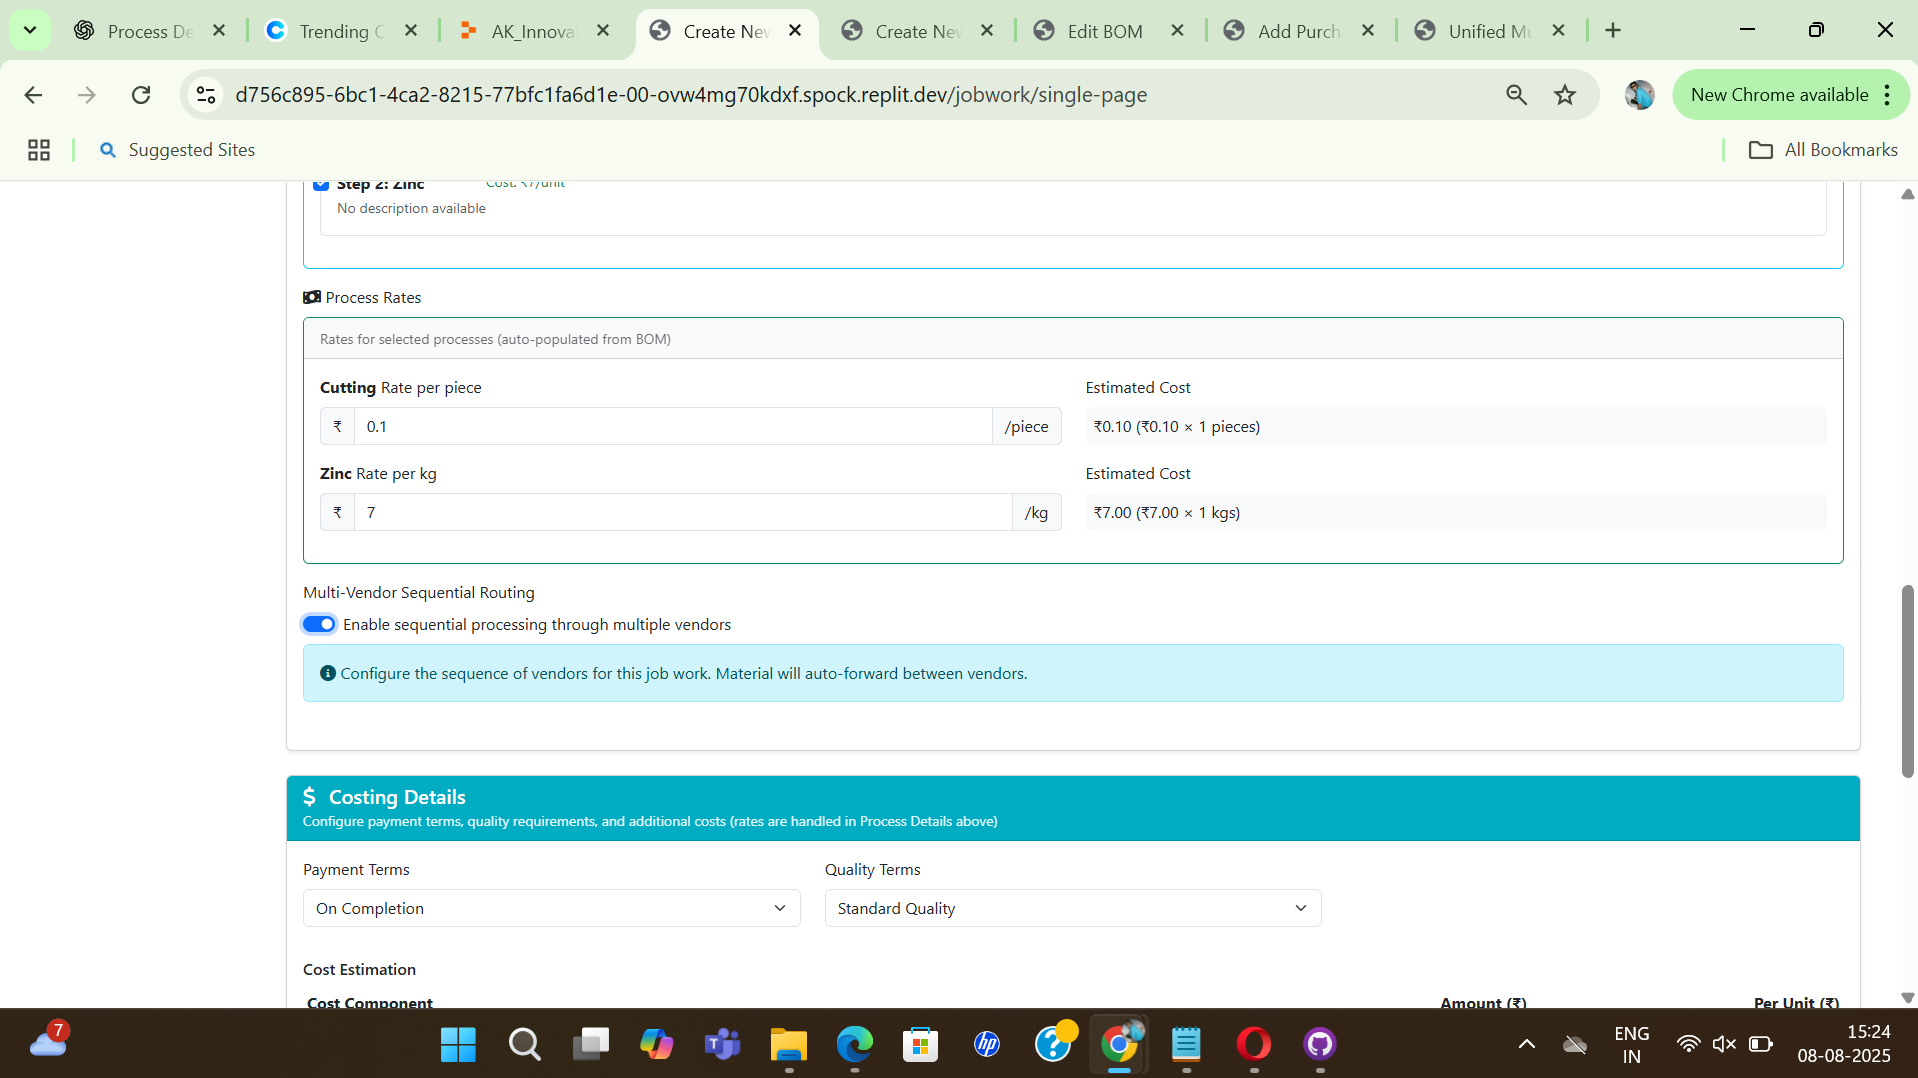 Process De
Trending C
AK_Innova
Create New
Create New
Edit BOM
Add Purch
Unified Mu
d756c895-6bc1-4ca2-8215-77bfc1fa6d1e-00-ovw4mg70kdxf.spock.replit.dev/jobwork/single-page
New Chrome available
Suggested Sites
All Bookmarks
Step 2: Zinc
Cost: ₹7/unit
No description available
Process Rates
Rates for selected processes (auto-populated from BOM)
Cutting Rate per piece
Estimated Cost
₹ 0.1 /piece
₹0.10 (₹0.10 × 1 pieces)
Zinc Rate per kg
Estimated Cost
₹ 7 /kg
₹7.00 (₹7.00 × 1 kgs)
Multi-Vendor Sequential Routing
Enable sequential processing through multiple vendors
Configure the sequence of vendors for this job work. Material will auto-forward between vendors.
$ Costing Details
Configure payment terms, quality requirements, and additional costs (rates are handled in Process Details above)
Payment Terms
Quality Terms
On Completion
Standard Quality
Cost Estimation
Cost Component
Amount (₹)
Per Unit (₹)
7
hp
ENG
IN
15:24
08-08-2025